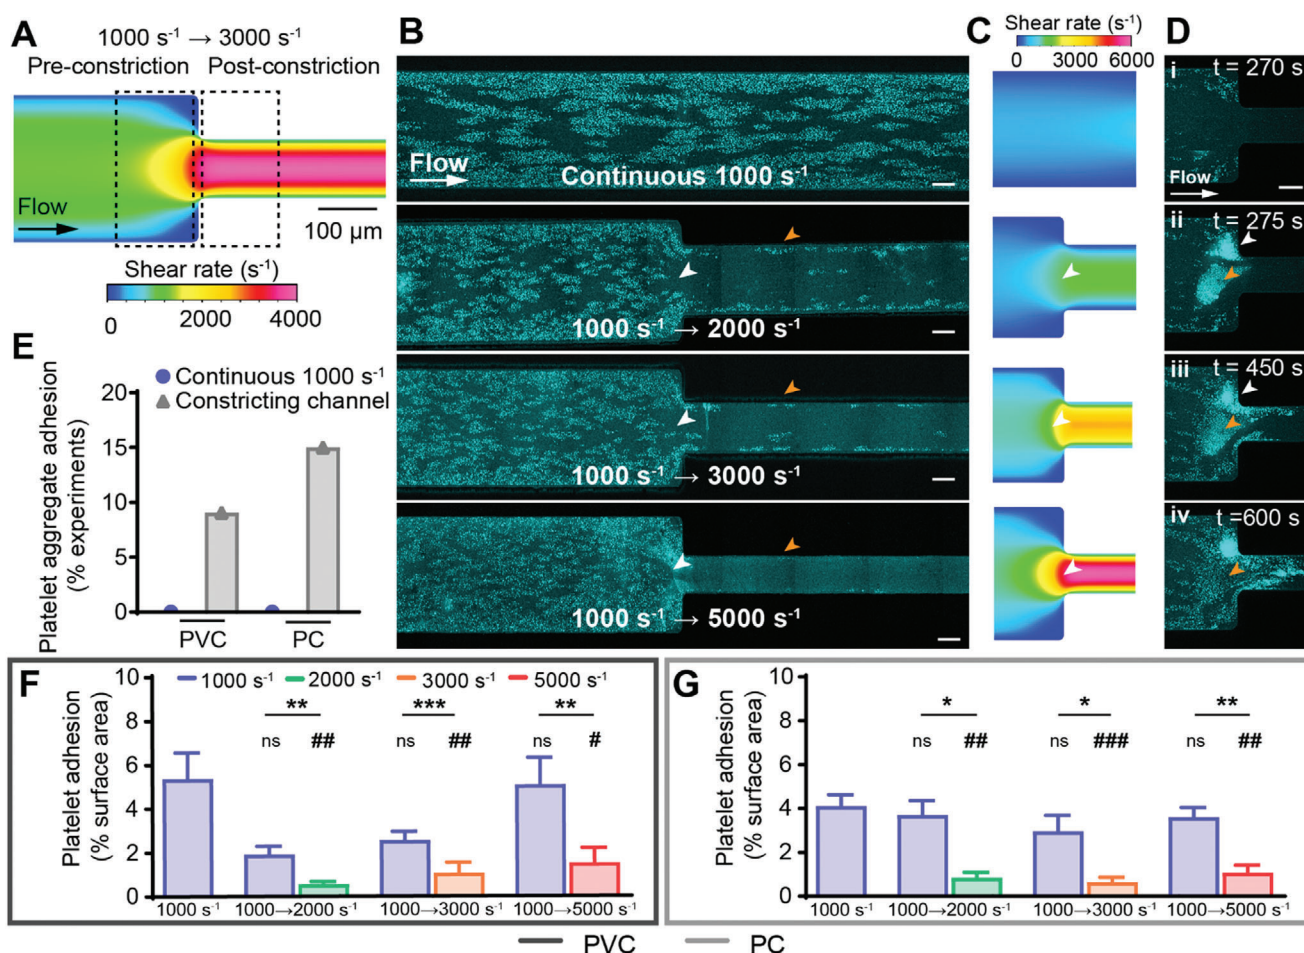 A
1000 s⁻¹ → 3000 s⁻¹
Pre-constriction Post-constriction
Flow
100 µm
Shear rate (s⁻¹)
0 2000 4000
B
Flow
Continuous 1000 s⁻¹
1000 s⁻¹ → 2000 s⁻¹
1000 s⁻¹ → 3000 s⁻¹
1000 s⁻¹ → 5000 s⁻¹
C
Shear rate (s⁻¹)
0 3000 6000
D
i t = 270 s
Flow
ii t = 275 s
iii t = 450 s
iv t =600 s
E
Continuous 1000 s⁻¹
Constricting channel
Platelet aggregate adhesion
(% experiments)
20
15
10
5
0
PVC PC
F
1000 s⁻¹ 2000 s⁻¹ 3000 s⁻¹ 5000 s⁻¹
Platelet adhesion
(% surface area)
10
8
6
4
2
0
** *** **
ns ## ns ## ns #
1000 s⁻¹ 1000→2000 s⁻¹ 1000→3000 s⁻¹ 1000→5000 s⁻¹
G
Platelet adhesion
(% surface area)
10
8
6
4
2
0
* * **
ns ## ns ### ns ##
1000 s⁻¹ 1000→2000 s⁻¹ 1000→3000 s⁻¹ 1000→5000 s⁻¹
PVC PC